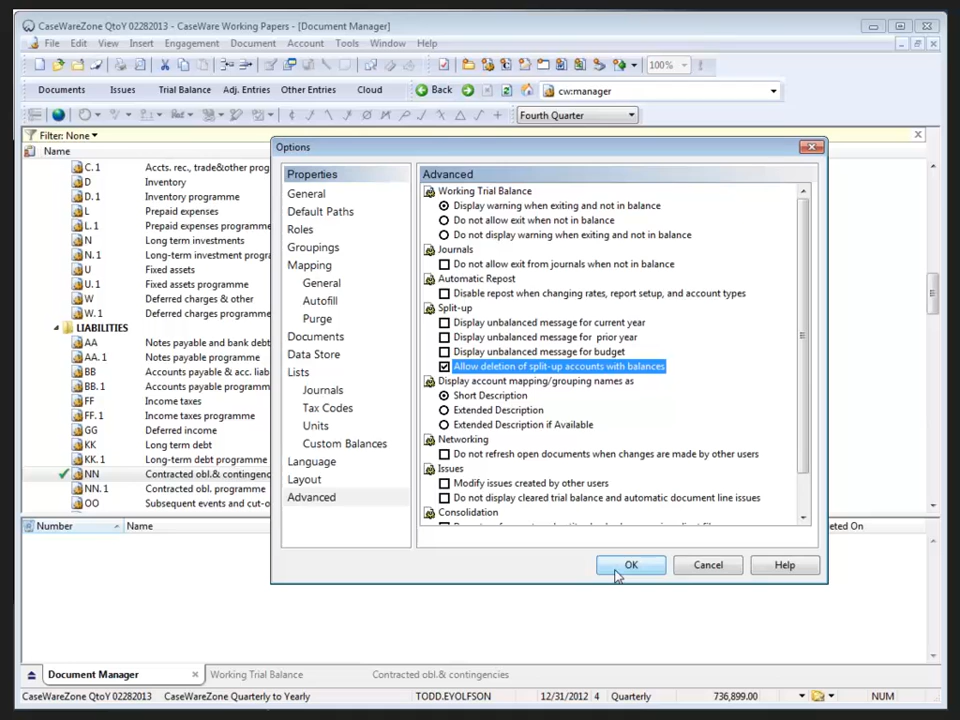 CaseWareZone QtoY 02282013 - CaseWare Working Papers - [Document Manager]
File Edit View Insert Engagement Document Account Tools Window Help
100%
Documents Issues Trial Balance Adj. Entries Other Entries Cloud Back cw:manager
Fourth Quarter
Filter: None
Name
C. 1 Accts. rec., trade&other prog
D Inventory
D. 1 Inventory programme
L Prepaid expenses
L. 1 Prepaid expenses programme
N Long term investments
N. 1 Long-term investment progra
U Fixed assets
U. 1 Fixed assets programme
W Deferred charges & other
W. 1 Deferred charges programme
LIABILITIES
AA Notes payable and bank debt
AA. 1 Notes payable programme
BB Accounts payable & acc. liab
BB. 1 Accounts payable programme
FF Income taxes
FF. 1 Income taxes programme
GG Deferred income
KK Long term debt
KK. 1 Long-term debt programme
NN Contracted obl.& contingenc
NN. 1 Contracted obl. programme
OO Subsequent events and cut-o
Options
Properties
General
Default Paths
Roles
Groupings
Mapping
General
Autofill
Purge
Documents
Data Store
Lists
Journals
Tax Codes
Units
Custom Balances
Language
Layout
Advanced
Advanced
Working Trial Balance
Display warning when exiting and not in balance
Do not allow exit when not in balance
Do not display warning when exiting and not in balance
Journals
Do not allow exit from journals when not in balance
Automatic Repost
Disable repost when changing rates, report setup, and account types
Split-up
Display unbalanced message for current year
Display unbalanced message for prior year
Display unbalanced message for budget
Allow deletion of split-up accounts with balances
Display account mapping/grouping names as
Short Description
Extended Description
Extended Description if Available
Networking
Do not refresh open documents when changes are made by other users
Issues
Modify issues created by other users
Do not display cleared trial balance and automatic document line issues
Consolidation
OK Cancel Help
Number Name eted On
Document Manager Working Trial Balance Contracted obl.& contingencies
CaseWareZone QtoY 02282013 CaseWareZone Quarterly to Yearly TODD.EYOLFSON 12/31/2012 4 Quarterly 736,899.00 NUM